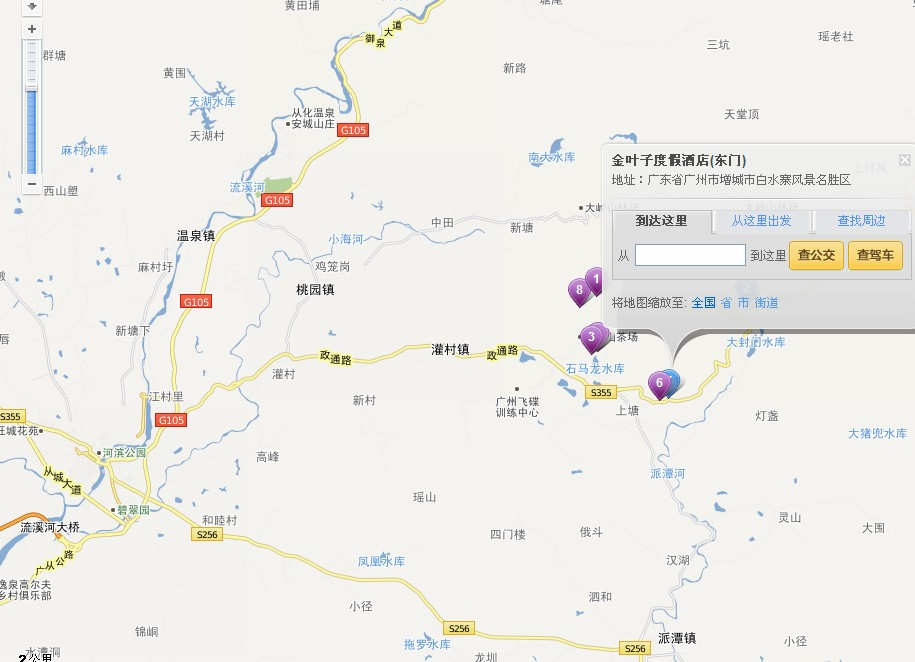 黄田埔
塘尾
御泉大道
瑶老社
三坑
群塘
新路
黄围
天湖水库
天堂顶
从化温泉
安城山庄
G105
天湖村
麻村水库
南大水库
金叶子度假酒店(东门)
地址：广东省广州市增城市白水寨风景名胜区
西山塱
流溪河
G105
到达这里
从这里出发
查找周边
中田
新塘
温泉镇
小海河
从
到这里
查公交
查驾车
麻村圩
鸡笼岗
桃园镇
8
1
G105
将地图缩放至:
全国
省
市
街道
新塘下
3
茶场
大封门水库
政通路
灌村镇
政通路
石马龙水库
灌村
6
S355
江村里
新村
广州飞碟
训练中心
上塘
灯盏
S355
G105
旺城花苑
大猪兜水库
河滨公园
高峰
从城大道
派潭河
瑶山
碧翠园
和睦村
灵山
流溪河大桥
S256
四门楼
俄斗
大围
广从公路
凤凰水库
汉湖
逸泉高尔夫
乡村俱乐部
小径
泗和
锦峒
S256
派潭镇
拖罗水库
S256
小径
水潭洞
龙圳
2 公里